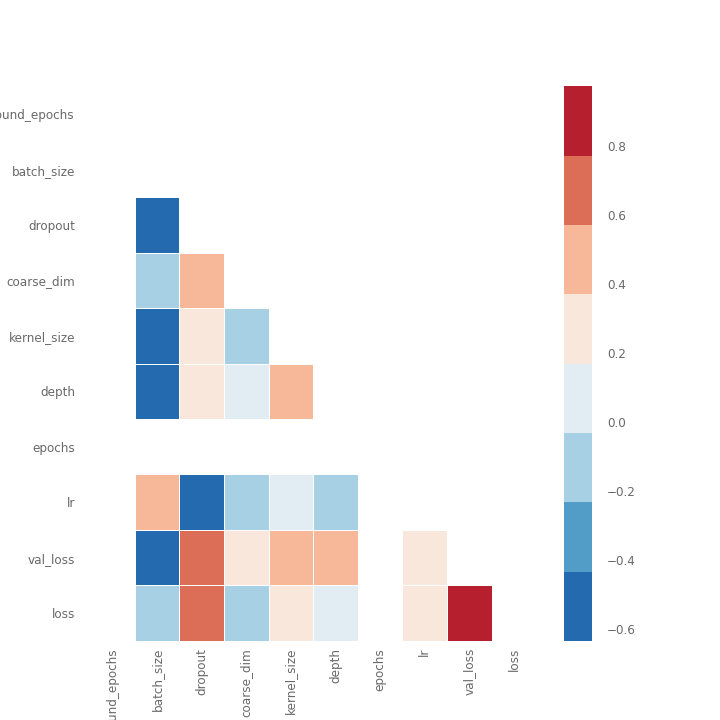 ound_epochs
batch_size
dropout
coarse_dim
kernel_size
depth
epochs
lr
val_loss
loss
0.8
0.6
0.4
0.2
0.0
−0.2
−0.4
−0.6
und_epochs
batch_size
dropout
coarse_dim
kernel_size
depth
epochs
lr
val_loss
loss